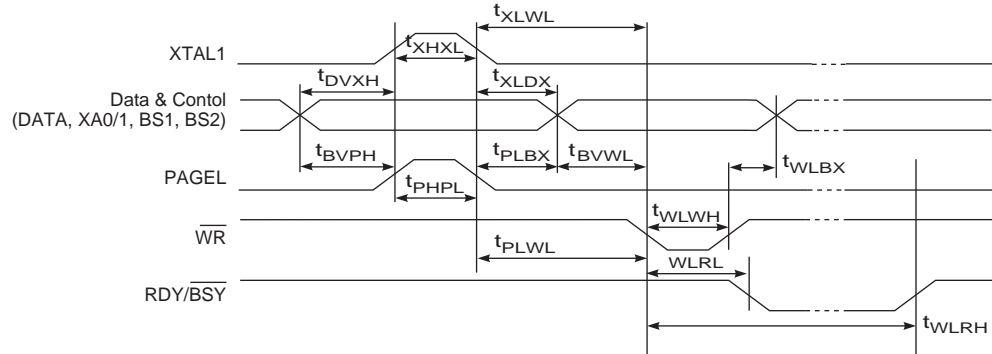 tXLWL
XTAL1
tXHXL
tDVXH
tXLDX
Data & Contol
(DATA, XA0/1, BS1, BS2)
tBVPH
tPLBX
tBVWL
tWLBX
PAGEL
tPHPL
tWLWH
WR
tPLWL
WLRL
RDY/BSY
tWLRH